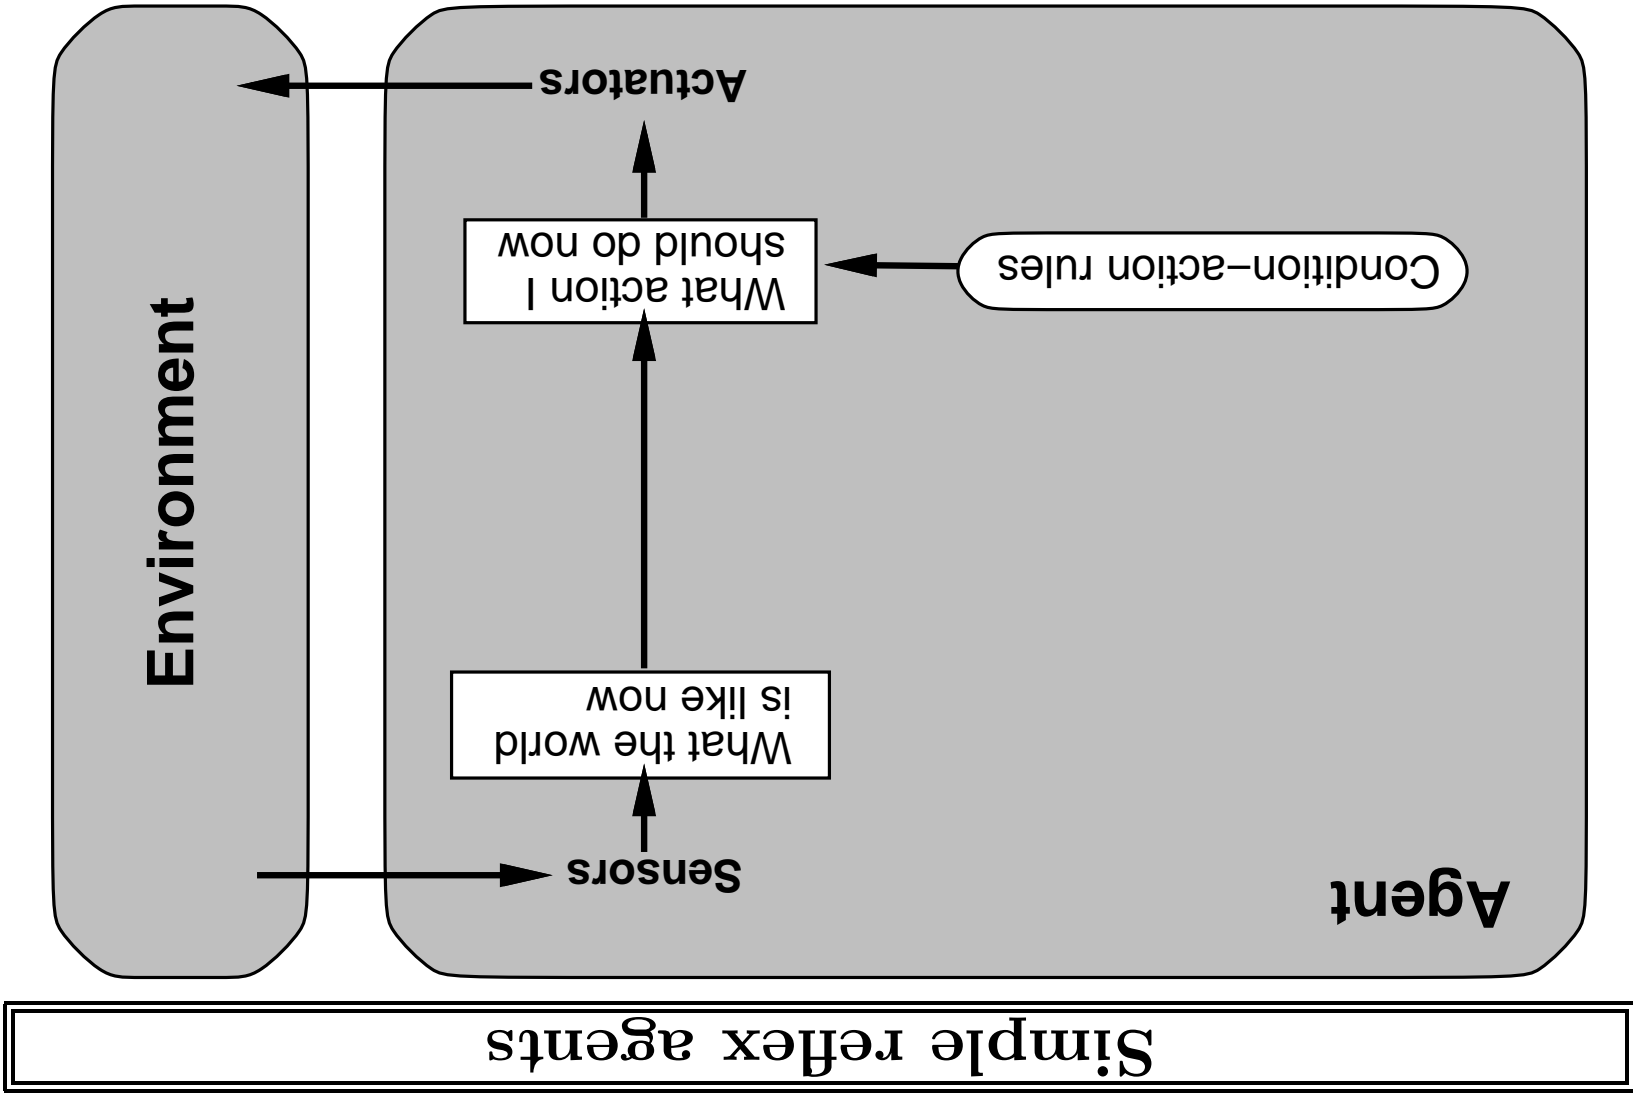 Simple reflex agents
Agent
Sensors
What the world
is like now
Condition–action rules
What action I
should do now
Actuators
Environment